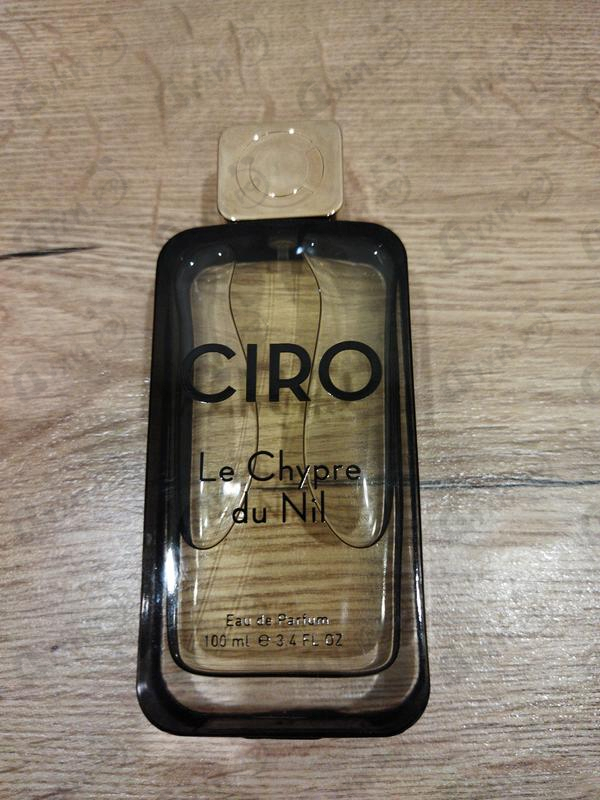 CIRO
Le Chypre
du Nil
Eau de Parfum
100 ml ℮ 3.4 FL OZ